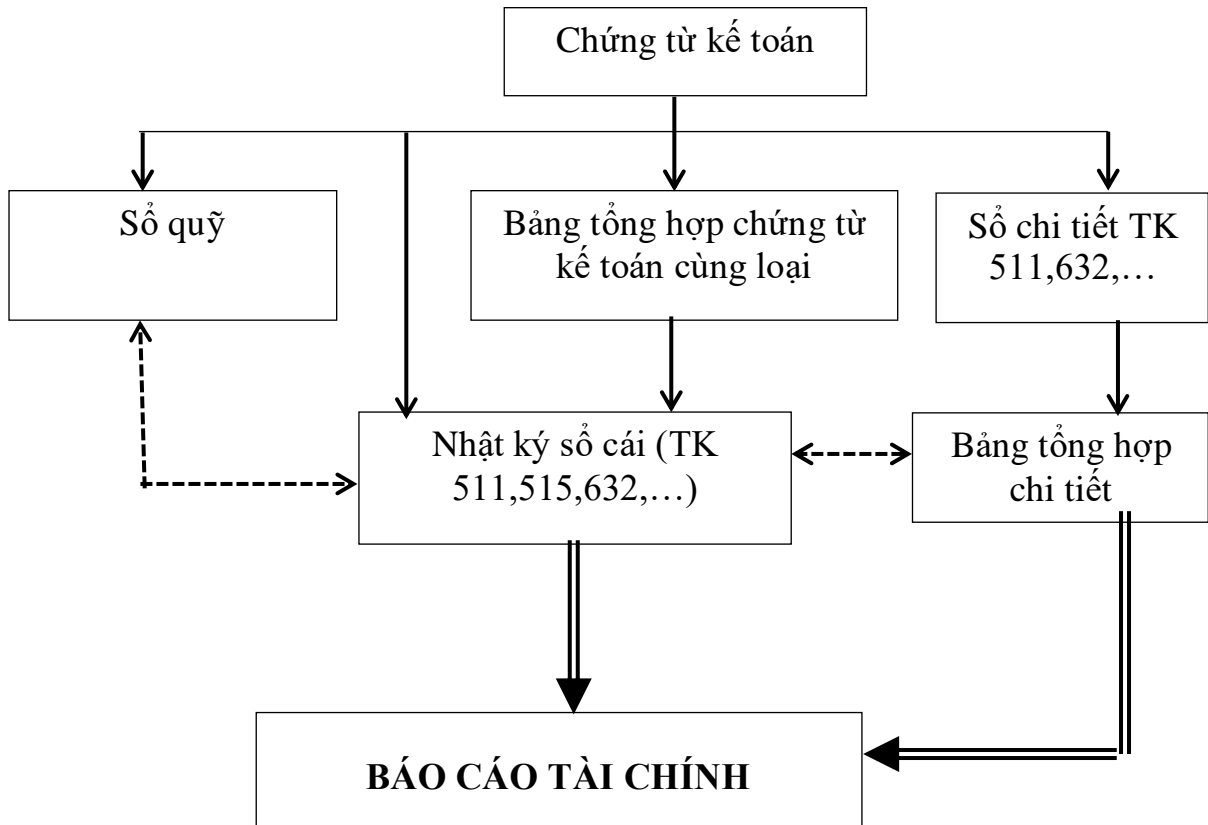 Chứng từ kế toán
Sổ quỹ
Bảng tổng hợp chứng từ
kế toán cùng loại
Sổ chi tiết TK
511,632,…
Nhật ký sổ cái (TK
511,515,632,…)
Bảng tổng hợp
chi tiết
BÁO CÁO TÀI CHÍNH